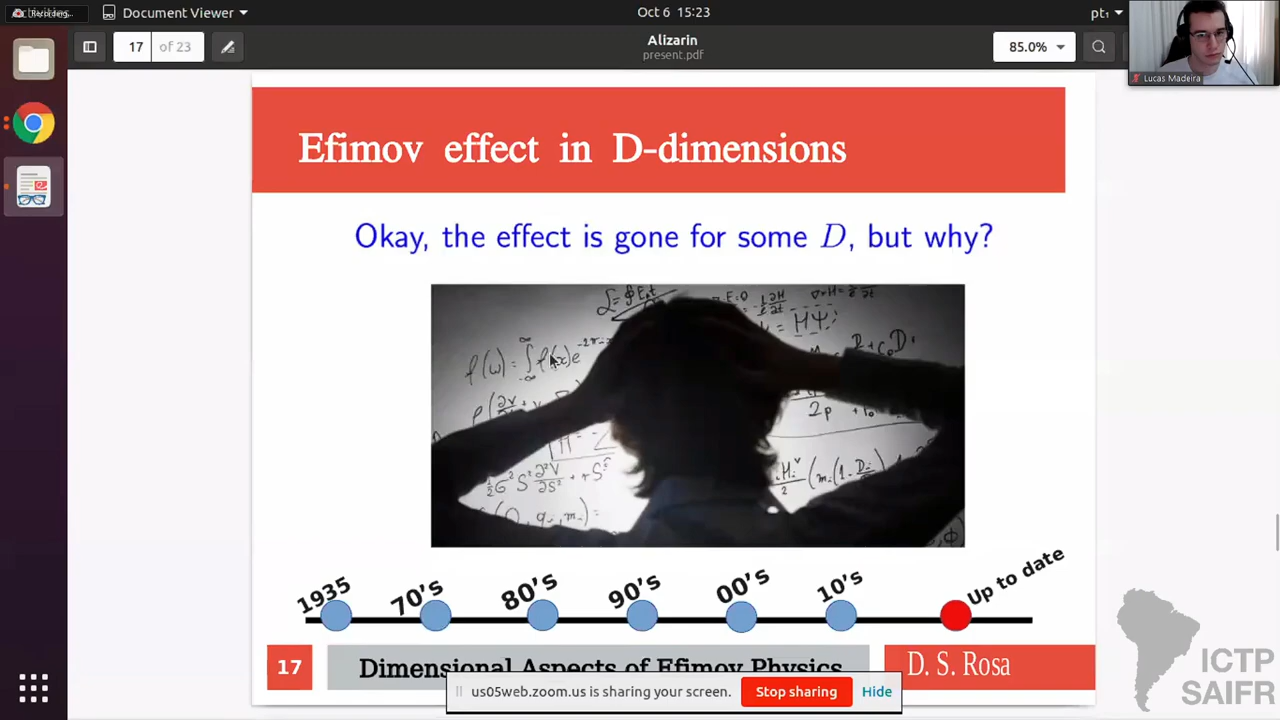 Recording...
Document Viewer
Oct 6 15:23
pt₁
17 of 23
Alizarin
present.pdf
85.0%
Lucas Madeira
Efimov effect in D-dimensions
Okay, the effect is gone for some D, but why?
1935
70's
80's
90's
00's
10's
Up to date
17
Dimensional Aspects of Efimov Physics
D. S. Rosa
us05web.zoom.us is sharing your screen.
Stop sharing
Hide
ICTP
SAIFR